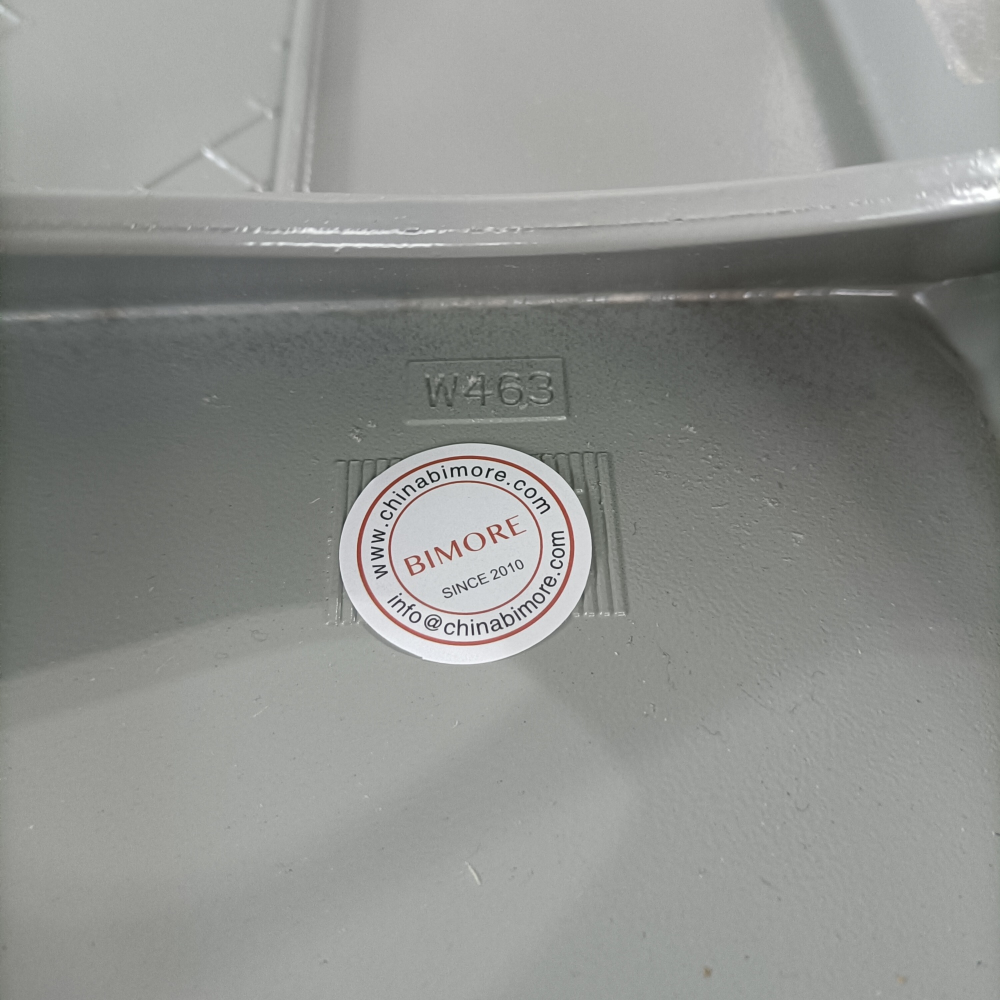 W463
www.chinabimore.com
BIMORE
SINCE 2010
info@chinabimore.com